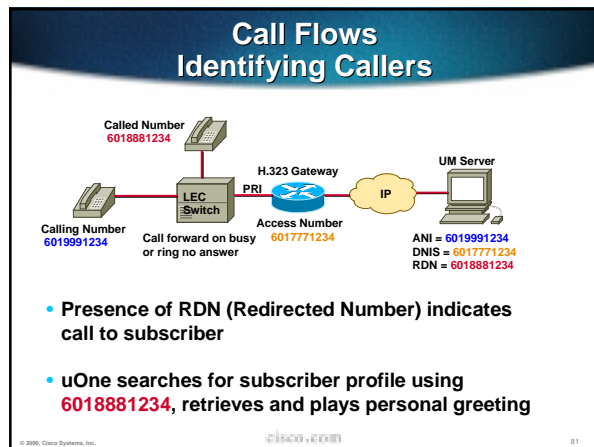 Call Flows
Identifying Callers
Called Number
6018881234
H.323 Gateway
UM Server
LEC
Switch
PRI
IP
Calling Number
6019991234
Call forward on busy
or ring no answer
Access Number
6017771234
ANI = 6019991234
DNIS = 6017771234
RDN = 6018881234
• Presence of RDN (Redirected Number) indicates
call to subscriber
• uOne searches for subscriber profile using
6018881234, retrieves and plays personal greeting
© 2000, Cisco Systems, Inc.
cisco.com
81